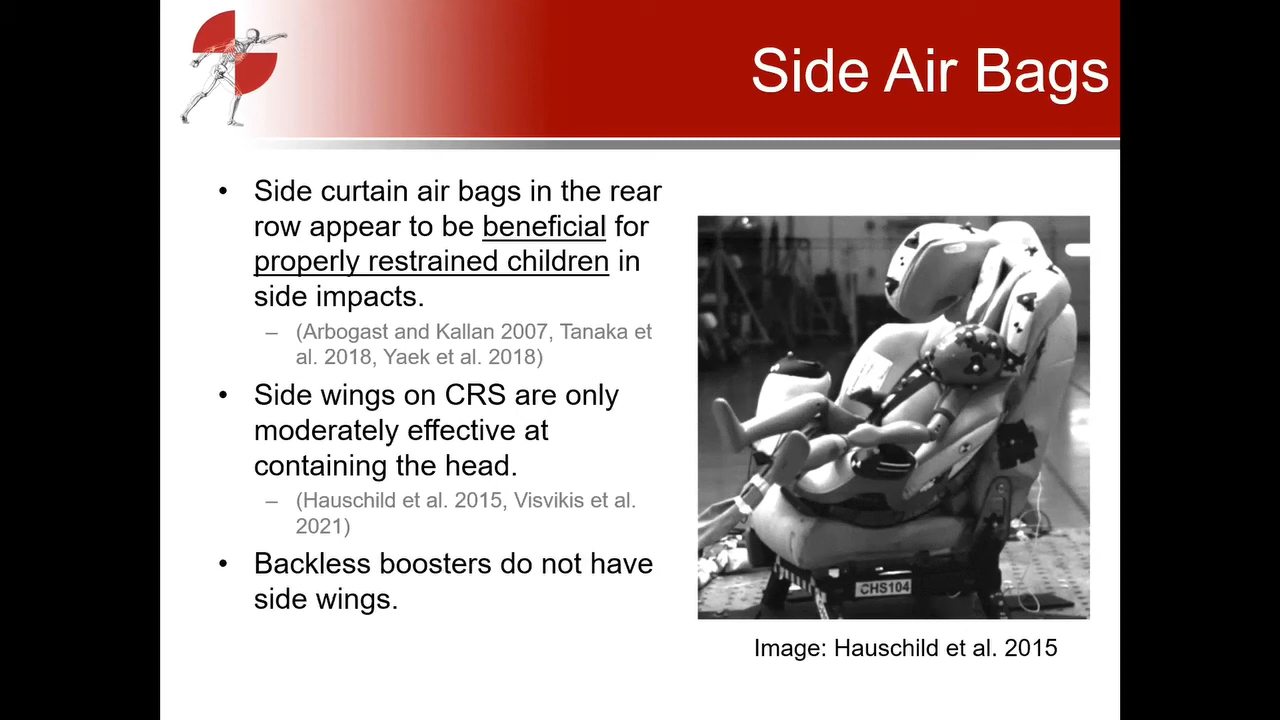 Side Air Bags
• Side curtain air bags in the rear
row appear to be beneficial for
properly restrained children in
side impacts.
– (Arbogast and Kallan 2007, Tanaka et
al. 2018, Yaek et al. 2018)
• Side wings on CRS are only
moderately effective at
containing the head.
– (Hauschild et al. 2015, Visvikis et al.
2021)
• Backless boosters do not have
side wings.
CHS104
Image: Hauschild et al. 2015